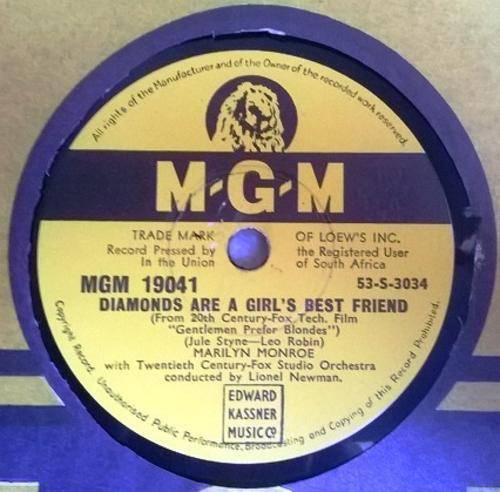 All rights of the Manufacturer and of the Owner of the recorded work reserved.
M-G-M
TRADE MARK OF LOEW'S INC.
Record Pressed by the Registered User
In the Union of South Africa
MGM 19041 53-S-3034
DIAMONDS ARE A GIRL'S BEST FRIEND
(From 20th Century-Fox Tech. Film
"Gentlemen Prefer Blondes")
(Jule Styne—Leo Robin)
MARILYN MONROE
with Twentieth Century-Fox Studio Orchestra
conducted by Lionel Newman.
EDWARD
KASSNER
MUSIC Co
Copyright Record. Unauthorised Public Performance, Broadcasting and Copying of this Record Prohibited.